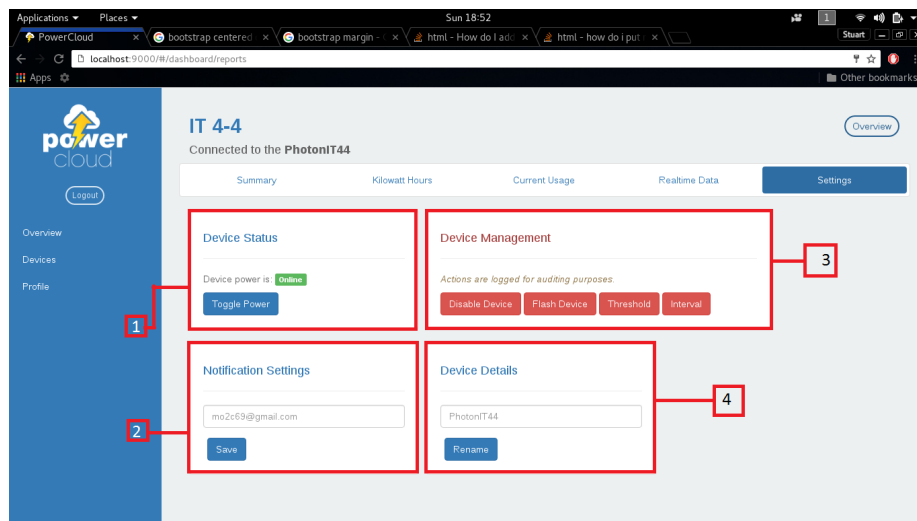 Applications Places Sun 18:52 1
PowerCloud bootstrap centered bootstrap margin - html - How do I add html - how do i put Stuart
localhost:9000/#/dashboard/reports
Apps Other bookmarks
power
cloud
Logout
Overview
Devices
Profile
IT 4-4
Connected to the PhotonIT44
Overview
Summary Kilowatt Hours Current Usage Realtime Data Settings
Device Status
Device power is: Online
Toggle Power
1
Device Management
Actions are logged for auditing purposes.
Disable Device Flash Device Threshold Interval
3
Notification Settings
mo2c69@gmail.com
Save
2
Device Details
PhotonIT44
Rename
4